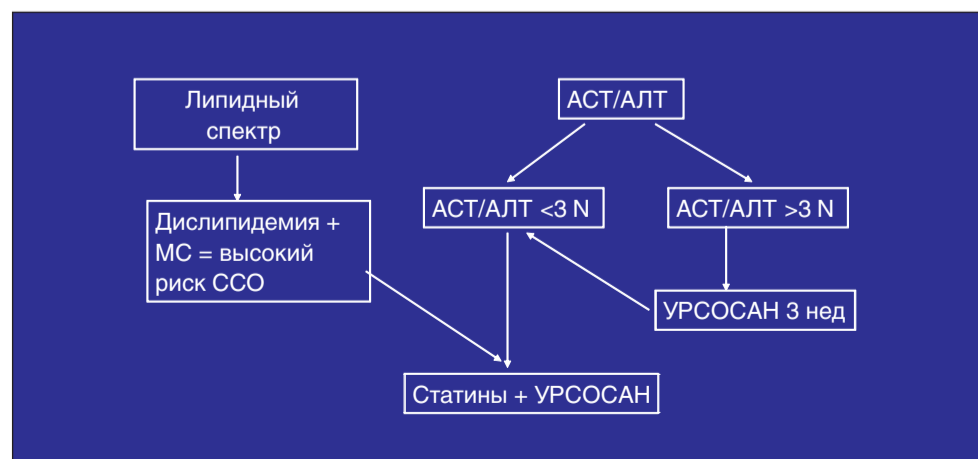 Липидный
спектр
АСТ/АЛТ
Дислипидемия +
МС = высокий
риск ССО
АСТ/АЛТ <3 N
АСТ/АЛТ >3 N
УРСОСАН 3 нед
Статины + УРСОСАН